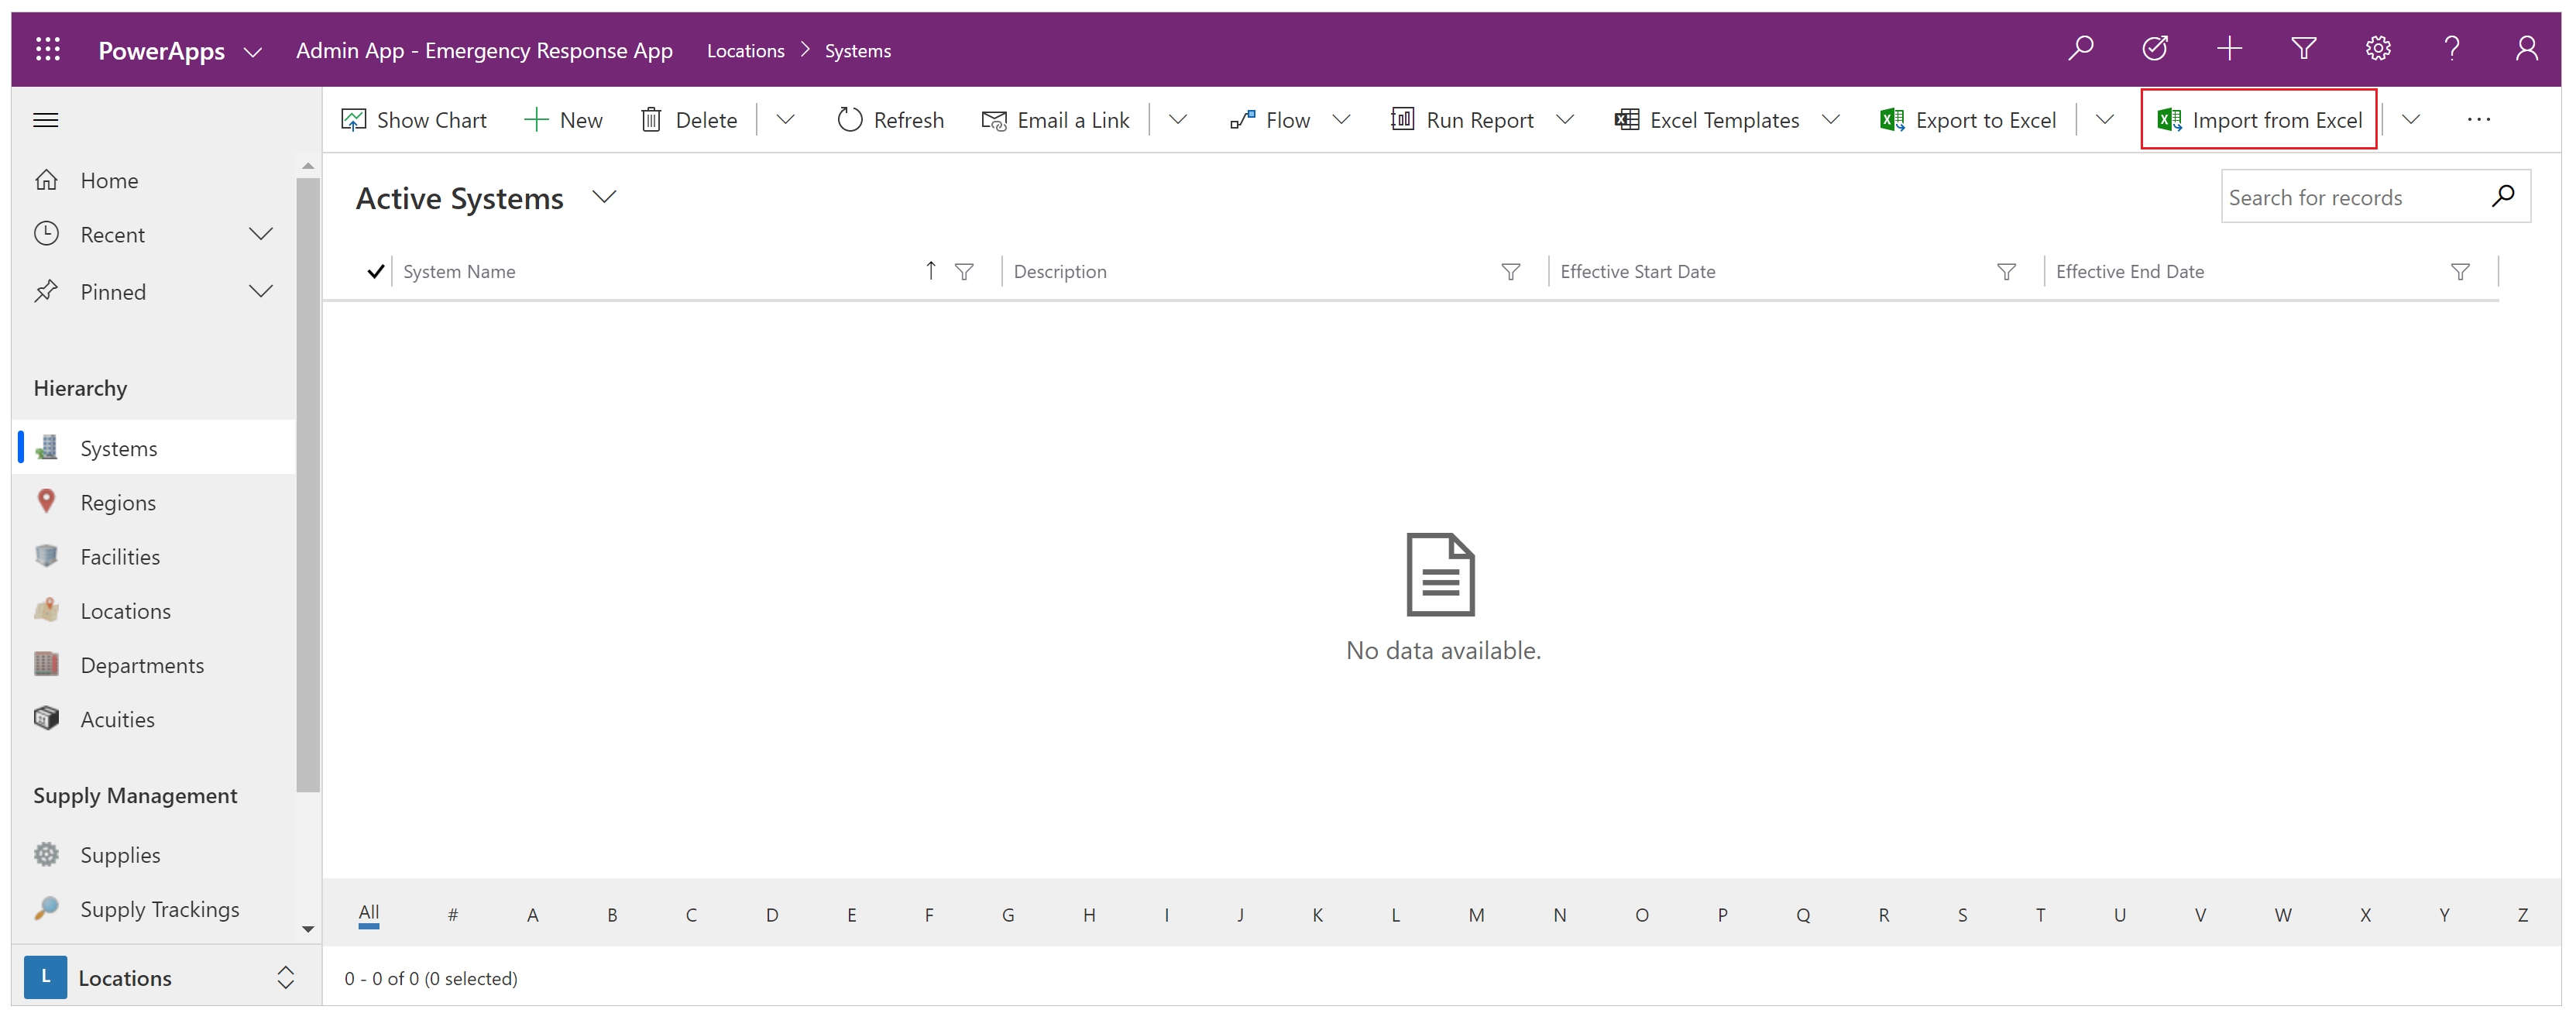 PowerApps Admin App - Emergency Response App Locations > Systems
Show Chart New Delete Refresh Email a Link Flow Run Report Excel Templates Export to Excel Import from Excel ...
Home
Recent
Pinned
Hierarchy
Systems
Regions
Facilities
Locations
Departments
Acuities
Supply Management
Supplies
Supply Trackings
L Locations
Active Systems
Search for records
System Name Description Effective Start Date Effective End Date
No data available.
All # A B C D E F G H I J K L M N O P Q R S T U V W X Y Z
0 - 0 of 0 (0 selected)